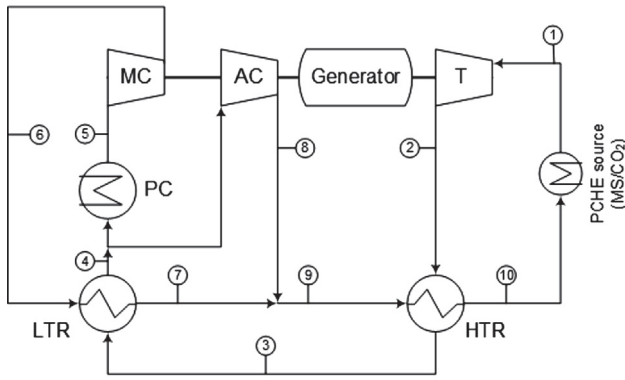 1
MC
AC
Generator
T
6
5
8
2
PCHE source
(MS/CO₂)
PC
4
7
9
10
LTR
HTR
3